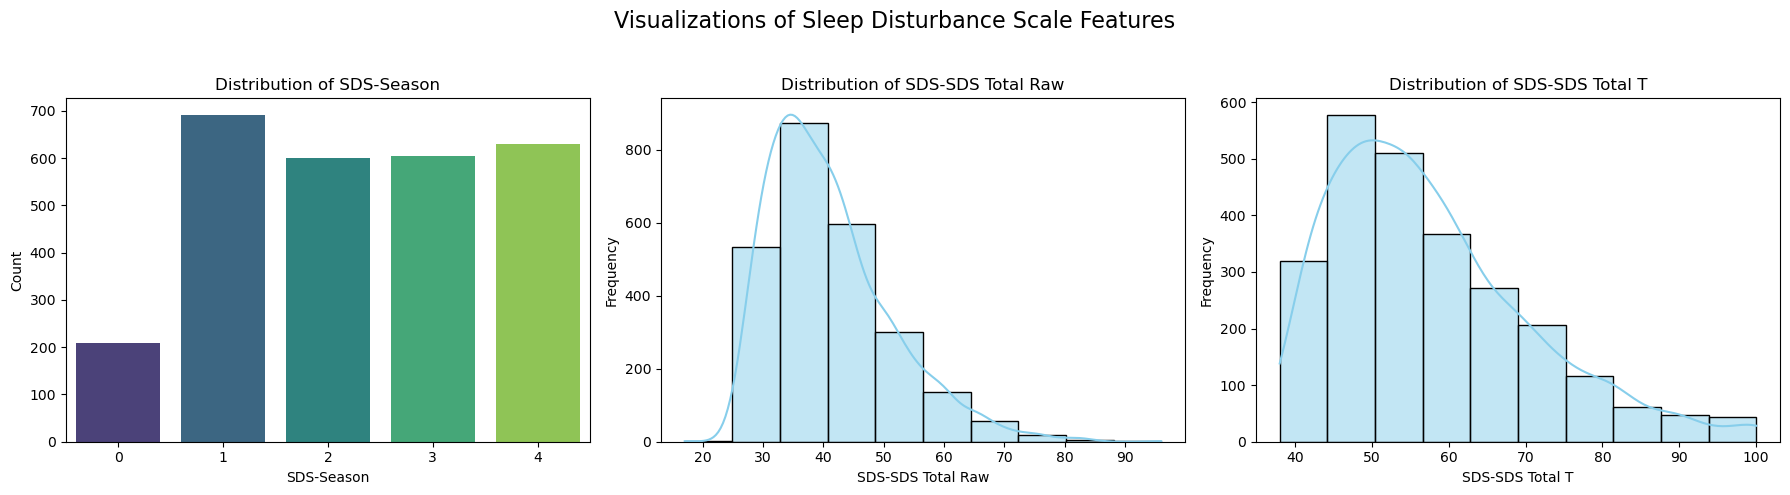 Visualizations of Sleep Disturbance Scale Features
Distribution of SDS-Season
700
600
500
400
300
200
100
0
Count
0 1 2 3 4
SDS-Season
Distribution of SDS-SDS Total Raw
800
600
400
200
0
Frequency
20 30 40 50 60 70 80 90
SDS-SDS Total Raw
Distribution of SDS-SDS Total T
600
500
400
300
200
100
0
Frequency
40 50 60 70 80 90 100
SDS-SDS Total T